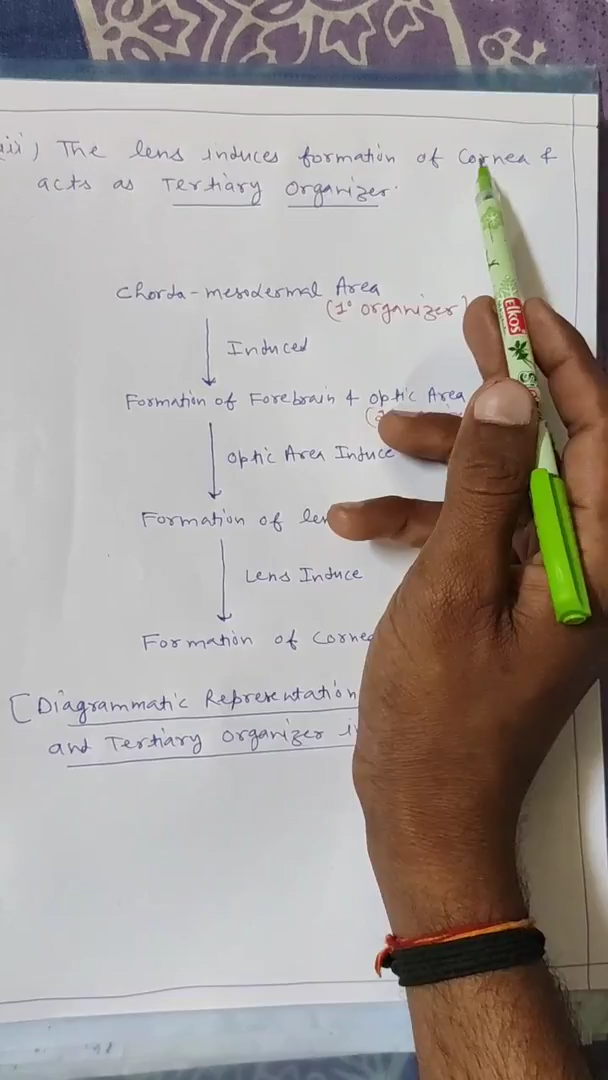 iii) The lens induces formation of Cornea &
acts as Tertiary Organizer.
Chorda-mesodermal Area
(1° organizer)
Induced
Formation of Forebrain & optic Area
optic Area Induce
Formation of
Lens Induce
Formation of Cornea
[Diagrammatic Representation
and Tertiary Organizer
Elkos